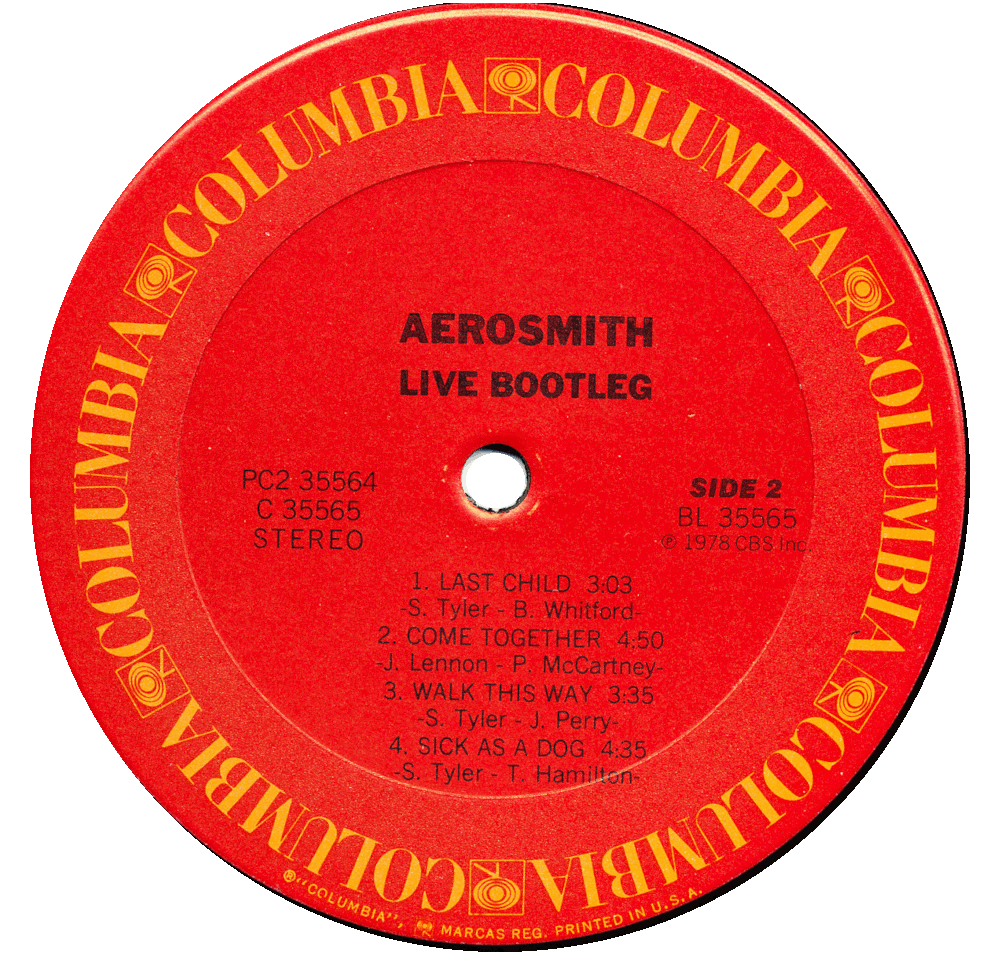 COLUMBIA COLUMBIA COLUMBIA COLUMBIA COLUMBIA COLUMBIA
AEROSMITH
LIVE BOOTLEG
PC2 35564
C 35565
STEREO
SIDE 2
BL 35565
℗ 1978 CBS Inc.
1. LAST CHILD 3:03
-S. Tyler - B. Whitford-
2. COME TOGETHER 4:50
-J. Lennon - P. McCartney-
3. WALK THIS WAY 3:35
-S. Tyler - J. Perry-
4. SICK AS A DOG 4:35
-S. Tyler - T. Hamilton-
®"COLUMBIA", MARCAS REG. PRINTED IN U.S.A.